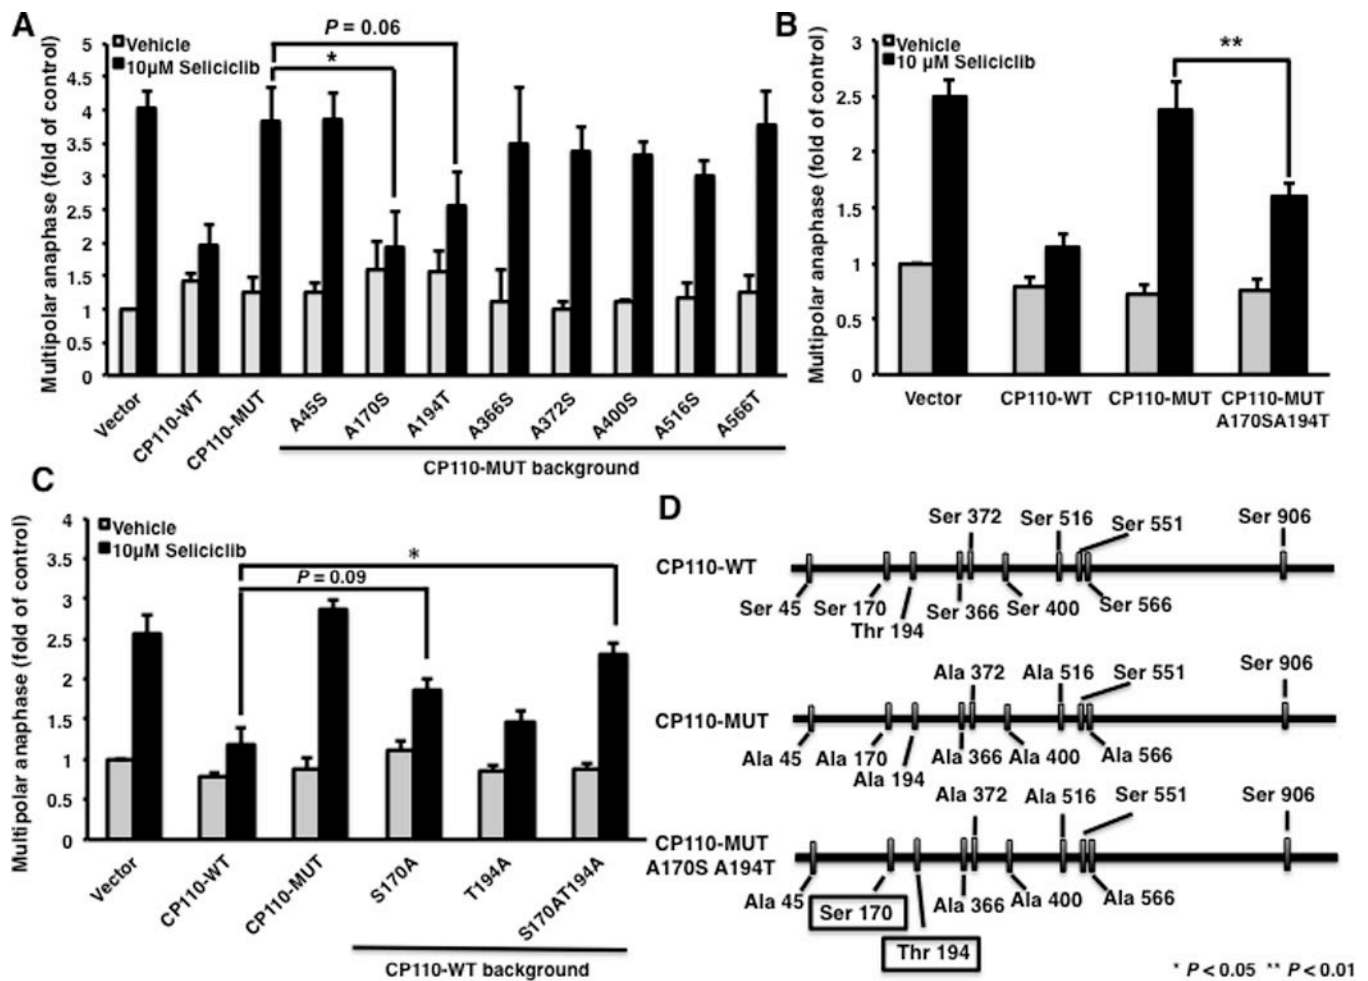 A
Multipolar anaphase (fold of control)
5
4.5
4
3.5
3
2.5
2
1.5
1
0.5
0
Vehicle
10µM Seliciclib
P = 0.06
*
Vector
CP110-WT
CP110-MUT
A45S
A170S
A194T
A366S
A372S
A400S
A516S
A566T
CP110-MUT background
B
Multipolar anaphase (fold of control)
3
2.5
2
1.5
1
0.5
0
Vehicle
10 µM Seliciclib
**
Vector
CP110-WT
CP110-MUT
CP110-MUT
A170SA194T
C
Multipolar anaphase (fold of control)
4
3.5
3
2.5
2
1.5
1
0.5
0
Vehicle
10µM Seliciclib
*
P = 0.09
Vector
CP110-WT
CP110-MUT
S170A
T194A
S170AT194A
CP110-WT background
D
Ser 372 Ser 516 Ser 551 Ser 906
CP110-WT
Ser 45 Ser 170 Thr 194 Ser 366 Ser 400 Ser 566
Ala 372 Ala 516 Ser 551 Ser 906
CP110-MUT
Ala 45 Ala 170 Ala 194 Ala 366 Ala 400 Ala 566
Ala 372 Ala 516 Ser 551 Ser 906
CP110-MUT
A170S A194T
Ala 45 Ser 170 Thr 194 Ala 366 Ala 400 Ala 566
* P < 0.05 ** P < 0.01